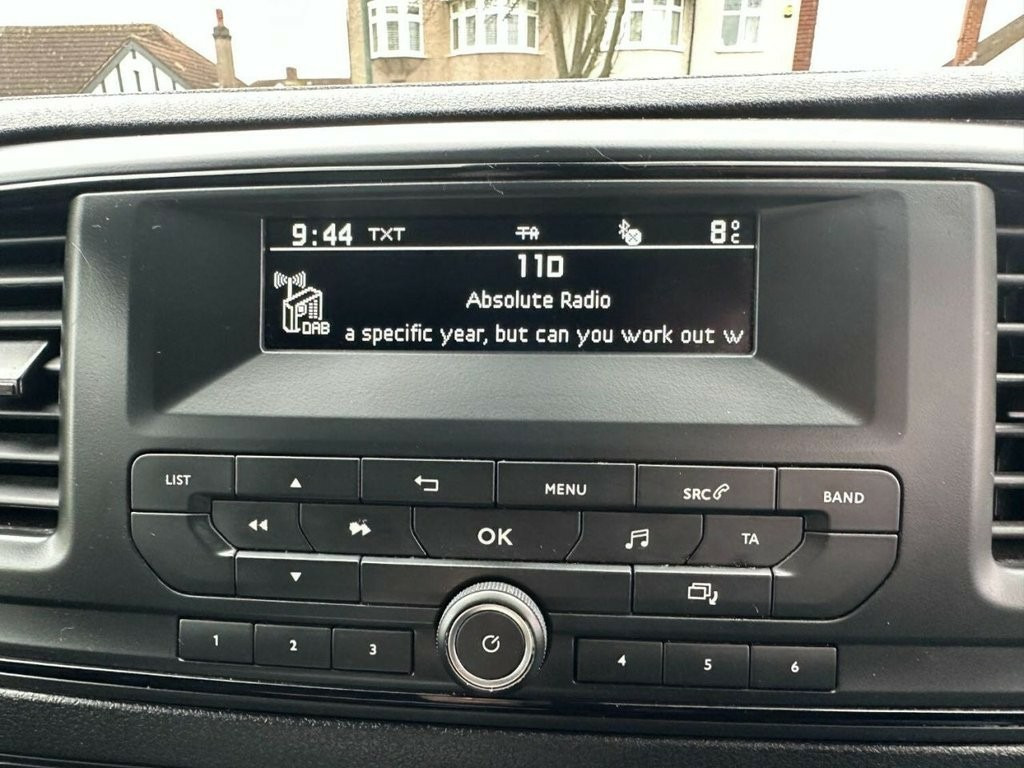 9:44 TXT TA 8°C
11D
Absolute Radio
DAB
a specific year, but can you work out w
LIST
MENU
SRC
BAND
OK
TA
1
2
3
4
5
6